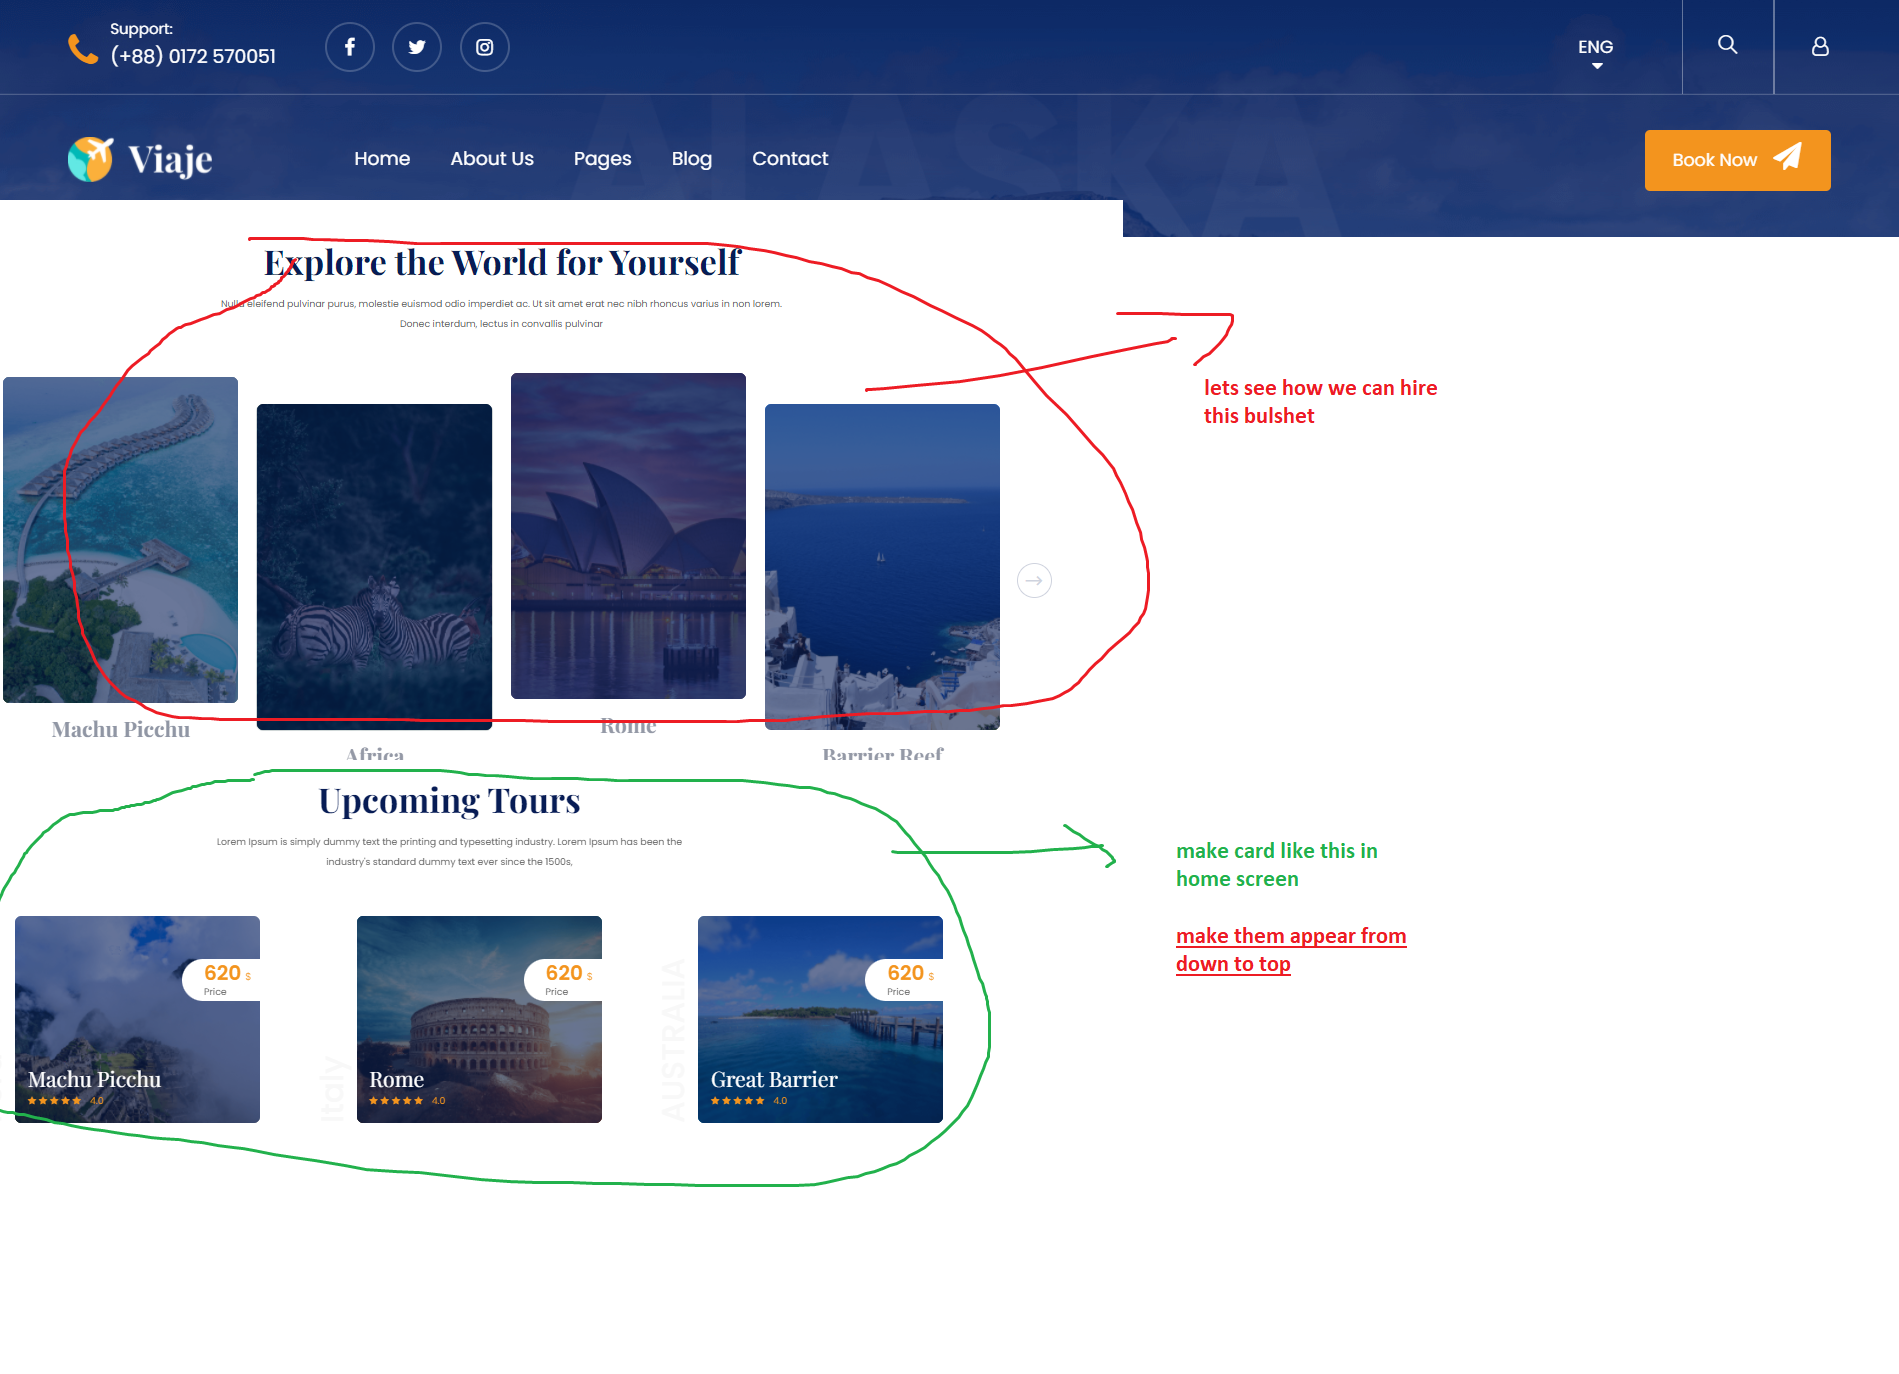 Support:
(+88) 0172 570051
ENG
ALASKA
Viaje
Home
About Us
Pages
Blog
Contact
Book Now
Explore the World for Yourself
Nulla eleifend pulvinar purus, molestie euismod odio imperdiet ac. Ut sit amet erat nec nibh rhoncus varius in non lorem.
Donec interdum, lectus in convallis pulvinar
lets see how we can hire
this bulshet
Machu Picchu
Africa
Rome
Barrier Reef
Upcoming Tours
Lorem Ipsum is simply dummy text the printing and typesetting industry. Lorem Ipsum has been the
industry's standard dummy text ever since the 1500s,
make card like this in
home screen
make them appear from
down to top
620 $
Price
Machu Picchu
4.0
Italy
620 $
Price
Rome
4.0
AUSTRALIA
620 $
Price
Great Barrier
4.0